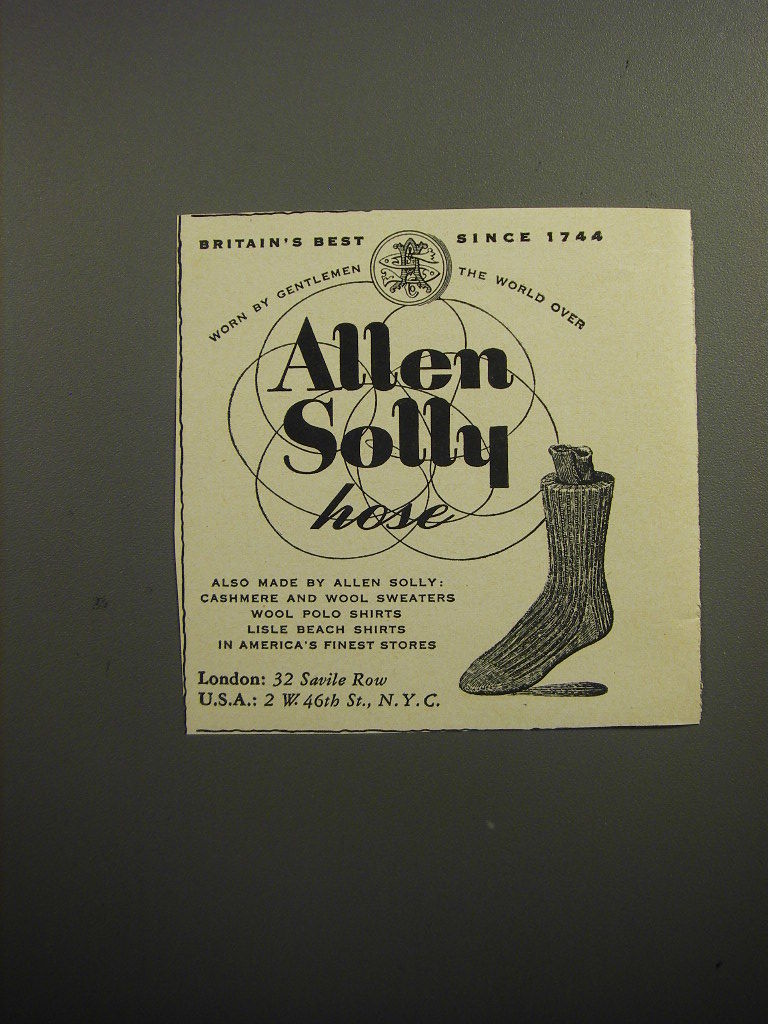 BRITAIN'S BEST SINCE 1744
WORN BY GENTLEMEN THE WORLD OVER
Allen
Solly
hose
ALSO MADE BY ALLEN SOLLY:
CASHMERE AND WOOL SWEATERS
WOOL POLO SHIRTS
LISLE BEACH SHIRTS
IN AMERICA'S FINEST STORES
London: 32 Savile Row
U.S.A.: 2 W. 46th St., N.Y.C.